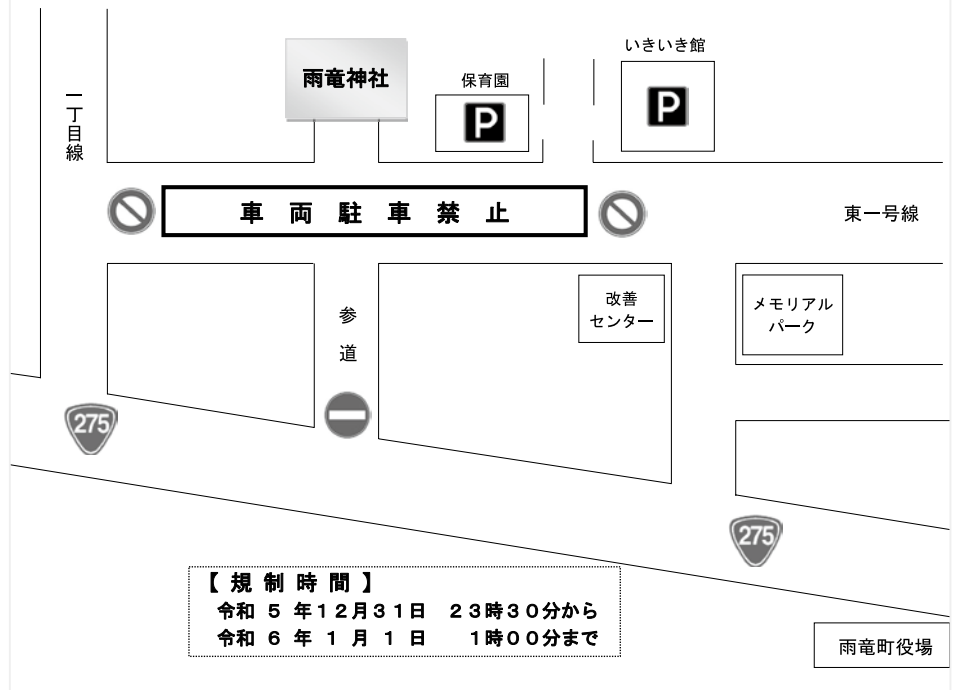 いきいき館
雨竜神社
保育園
P
P
一丁目線
車両駐車禁止
東一号線
改善
センター
メモリアル
パーク
参道
275
275
【規制時間】
令和 5 年12月31日 23時30分から
令和 6 年 1 月 1 日 1時00分まで
雨竜町役場